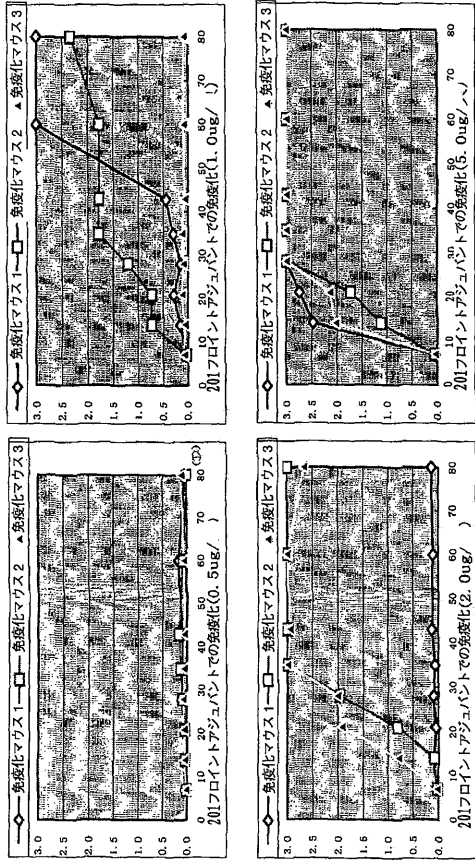 免疫化マウス1 免疫化マウス2 免疫化マウス3
3.0
2.5
2.0
1.5
1.0
0.5
0.0
0 10 20 30 40 50 60 70 80 (日)
201フロイントアジュバントでの免疫化(0.5ug/ )
免疫化マウス1 免疫化マウス2 免疫化マウス3
3.0
2.5
2.0
1.5
1.0
0.5
0.0
0 10 20 30 40 50 60 70 80
201フロイントアジュバントでの免疫化(1.0ug/ )
免疫化マウス1 免疫化マウス2 免疫化マウス3
3.0
2.5
2.0
1.5
1.0
0.5
0.0
0 10 20 30 40 50 60 70 80
201フロイントアジュバントでの免疫化(2.0ug/ )
免疫化マウス1 免疫化マウス2 免疫化マウス3
3.0
2.5
2.0
1.5
1.0
0.5
0.0
0 10 20 30 40 50 60 70 80
201フロイントアジュバントでの免疫化(5.0ug/ )